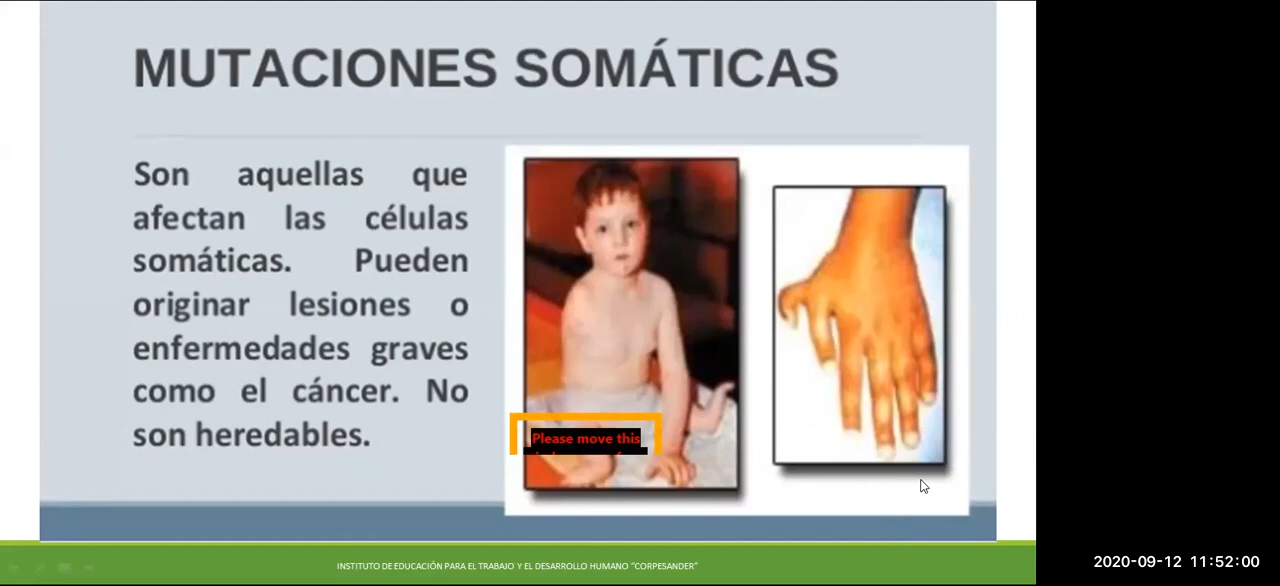 MUTACIONES SOMÁTICAS
Son aquellas que
afectan las células
somáticas. Pueden
originar lesiones o
enfermedades graves
como el cáncer. No
son heredables.
Please move this
INSTITUTO DE EDUCACIÓN PARA EL TRABAJO Y EL DESARROLLO HUMANO "CORPESANDER"
2020-09-12 11:52:00